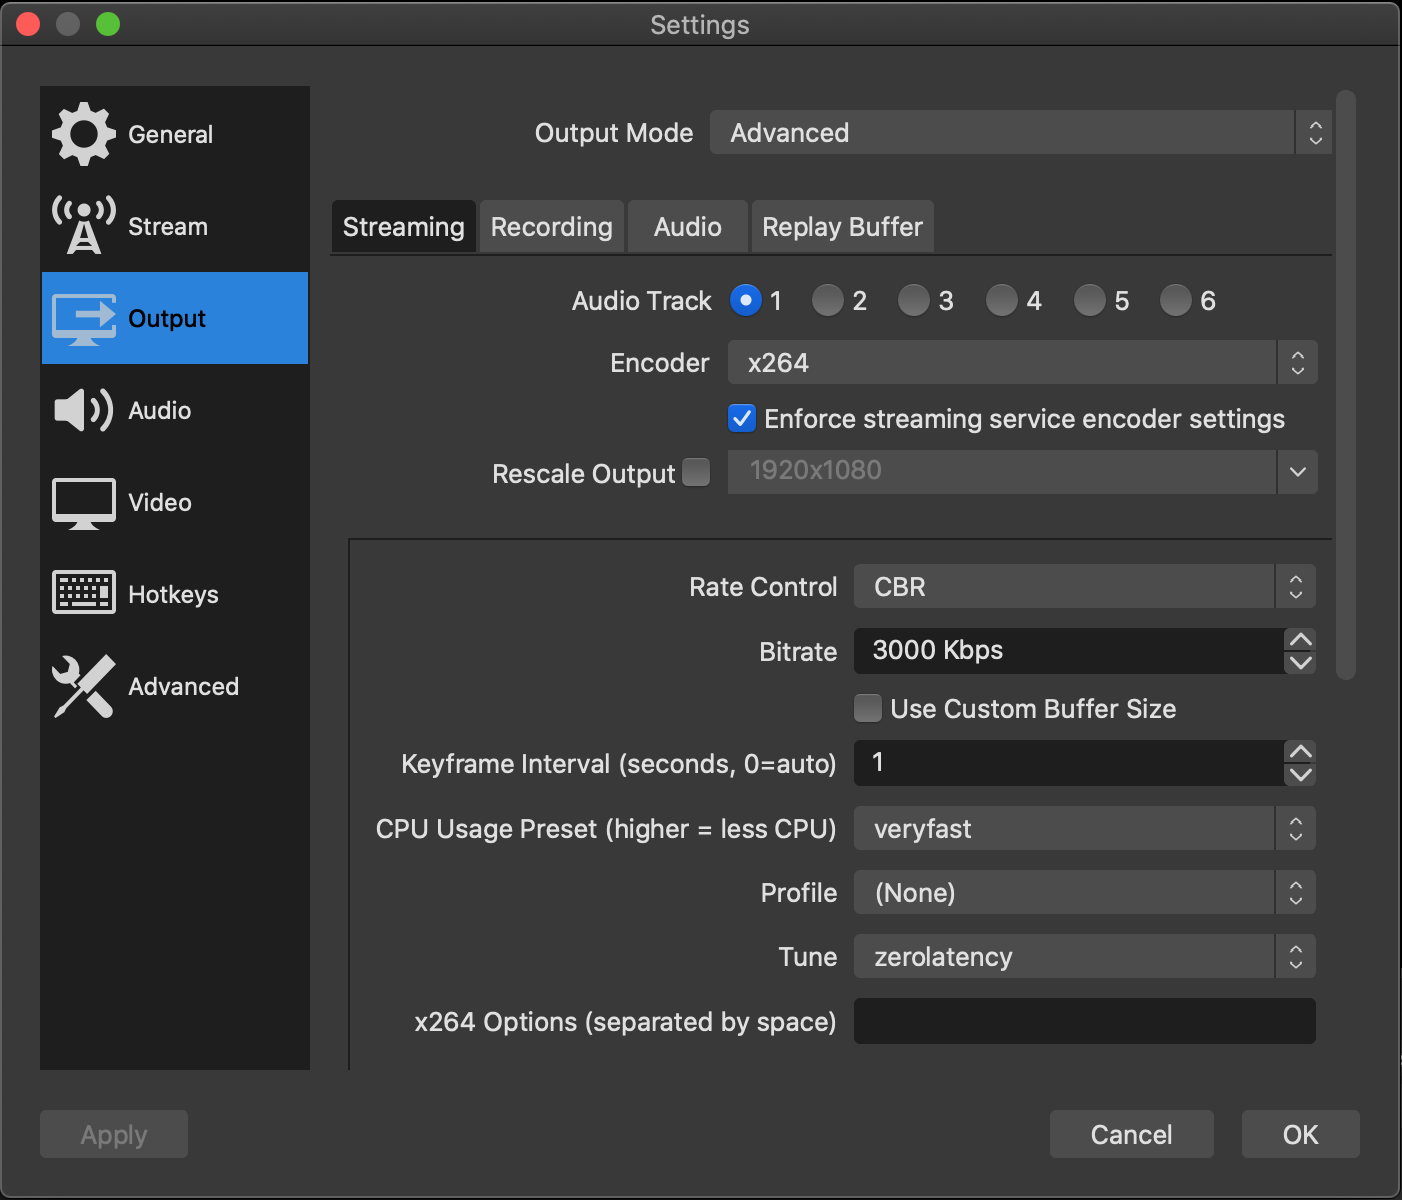 Settings
General
Stream
Output
Audio
Video
Hotkeys
Advanced
Output Mode Advanced
Streaming Recording Audio Replay Buffer
Audio Track 1 2 3 4 5 6
Encoder x264
Enforce streaming service encoder settings
Rescale Output 1920x1080
Rate Control CBR
Bitrate 3000 Kbps
Use Custom Buffer Size
Keyframe Interval (seconds, 0=auto) 1
CPU Usage Preset (higher = less CPU) veryfast
Profile (None)
Tune zerolatency
x264 Options (separated by space)
Apply Cancel OK